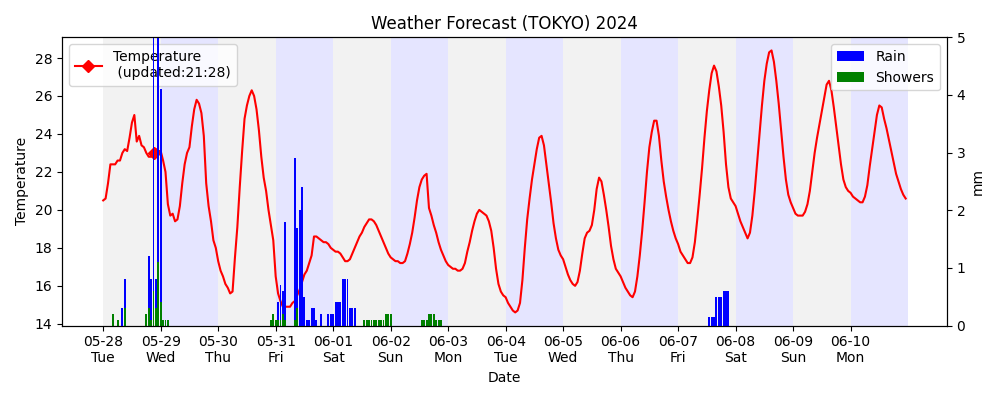 Weather Forecast (TOKYO) 2024
Temperature
(updated:21:28)
Rain
Showers
Temperature
28
26
24
22
20
18
16
14
5
4
3
2
1
0
mm
05-28 05-29 05-30 05-31 06-01 06-02 06-03 06-04 06-05 06-06 06-07 06-08 06-09 06-10
Tue Wed Thu Fri Sat Sun Mon Tue Wed Thu Fri Sat Sun Mon
Date